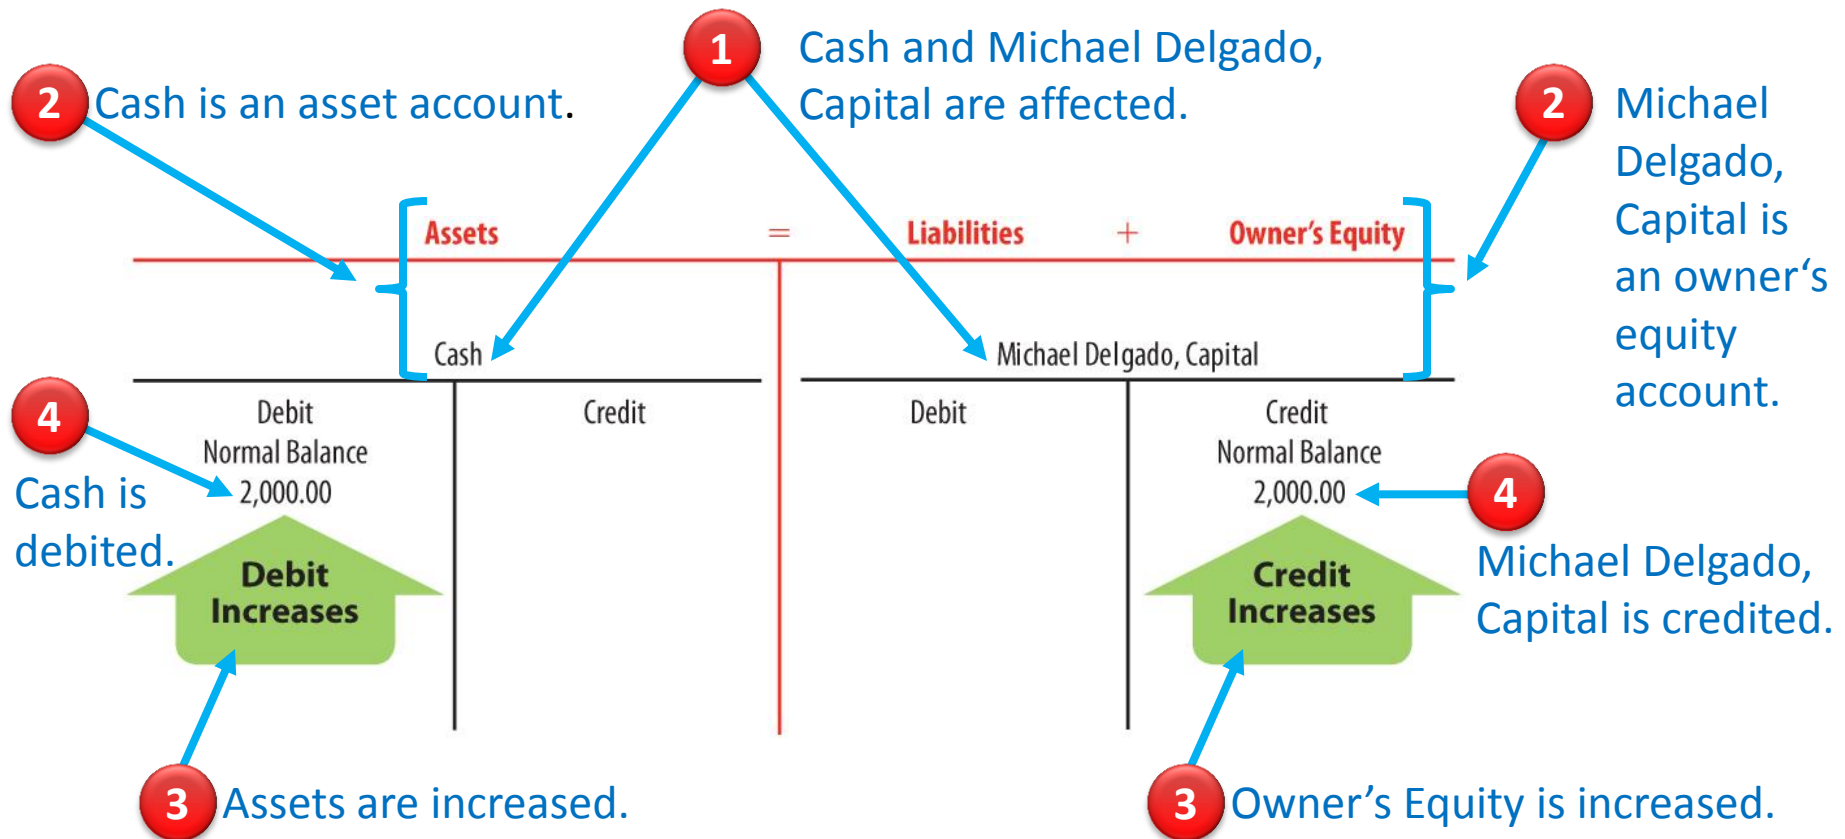 1
Cash and Michael Delgado,
Capital are affected.
2
Cash is an asset account.
2
Michael
Delgado,
Capital is
an owner‘s
equity
account.
Assets = Liabilities + Owner's Equity
Cash
Michael Delgado, Capital
Debit
Normal Balance
2,000.00
Credit
Debit
Credit
Normal Balance
2,000.00
4
Cash is
debited.
4
Michael Delgado,
Capital is credited.
Debit
Increases
Credit
Increases
3
Assets are increased.
3
Owner‘s Equity is increased.